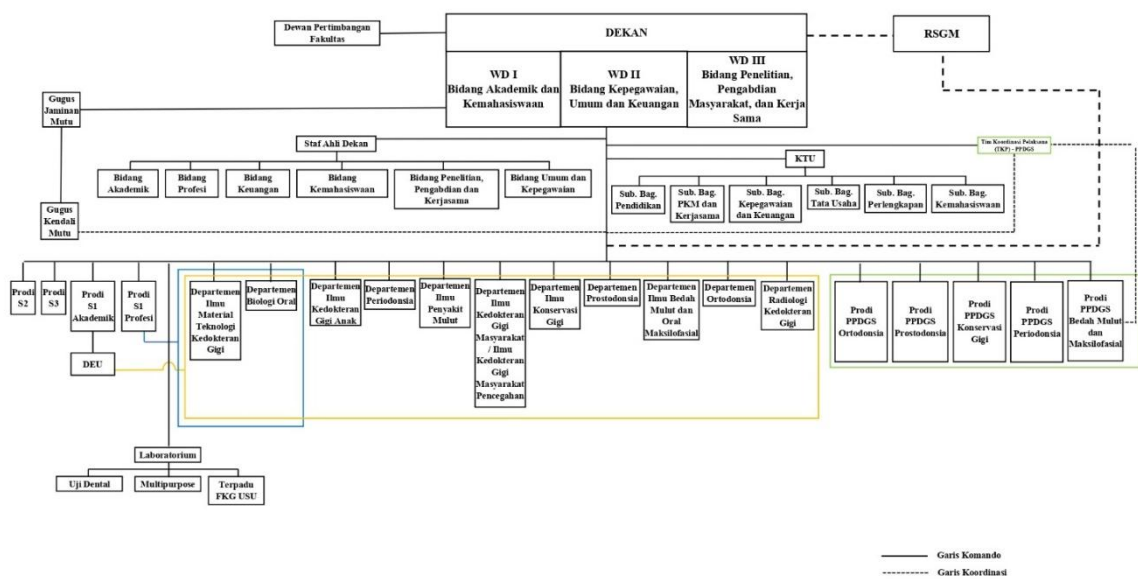 Dewan Pertimbangan
Fakultas
DEKAN
RSGM
WD I
Bidang Akademik dan
Kemahasiswaan
WD II
Bidang Kepegawaian,
Umum dan Keuangan
WD III
Bidang Penelitian,
Pengabdian
Masyarakat, dan Kerja
Sama
Gugus
Jaminan
Mutu
Staf Ahli Dekan
Tim Koordinasi Pelaksana
(TKP) - PPDGS
KTU
Bidang
Akademik
Bidang
Profesi
Bidang
Keuangan
Bidang
Kemahasiswaan
Bidang Penelitian,
Pengabdian dan
Kerjasama
Bidang Umum dan
Kepegawaian
Sub. Bag.
Pendidikan
Sub. Bag.
PKM dan
Kerjasama
Sub. Bag.
Kepegawaian
dan Keuangan
Sub. Bag.
Tata Usaha
Sub. Bag.
Perlengkapan
Sub. Bag.
Kemahasiswaan
Gugus
Kendali
Mutu
Prodi
S2
Prodi
S3
Prodi
S1
Akademik
Prodi
S1
Profesi
Departemen
Ilmu
Material
Teknologi
Kedokteran
Gigi
Departemen
Biologi Oral
Departemen
Ilmu
Kedokteran
Gigi Anak
Departemen
Periodonsia
Departemen
Ilmu
Penyakit
Mulut
Departemen
Ilmu
Kedokteran
Gigi
Masyarakat
/ Ilmu
Kedokteran
Gigi
Masyarakat
Pencegahan
Departemen
Ilmu
Konservasi
Gigi
Departemen
Prostodonsia
Departemen
Ilmu Bedah
Mulut dan
Oral
Maksilofasial
Departemen
Ortodonsia
Departemen
Radiologi
Kedokteran
Gigi
Prodi
PPDGS
Ortodonsia
Prodi
PPDGS
Prostodonsia
Prodi
PPDGS
Konservasi
Gigi
Prodi
PPDGS
Periodonsia
Prodi
PPDGS
Bedah Mulut
dan
Maksilofasial
DEU
Laboratorium
Uji Dental
Multipurpose
Terpadu
FKG USU
Garis Komando
Garis Koordinasi